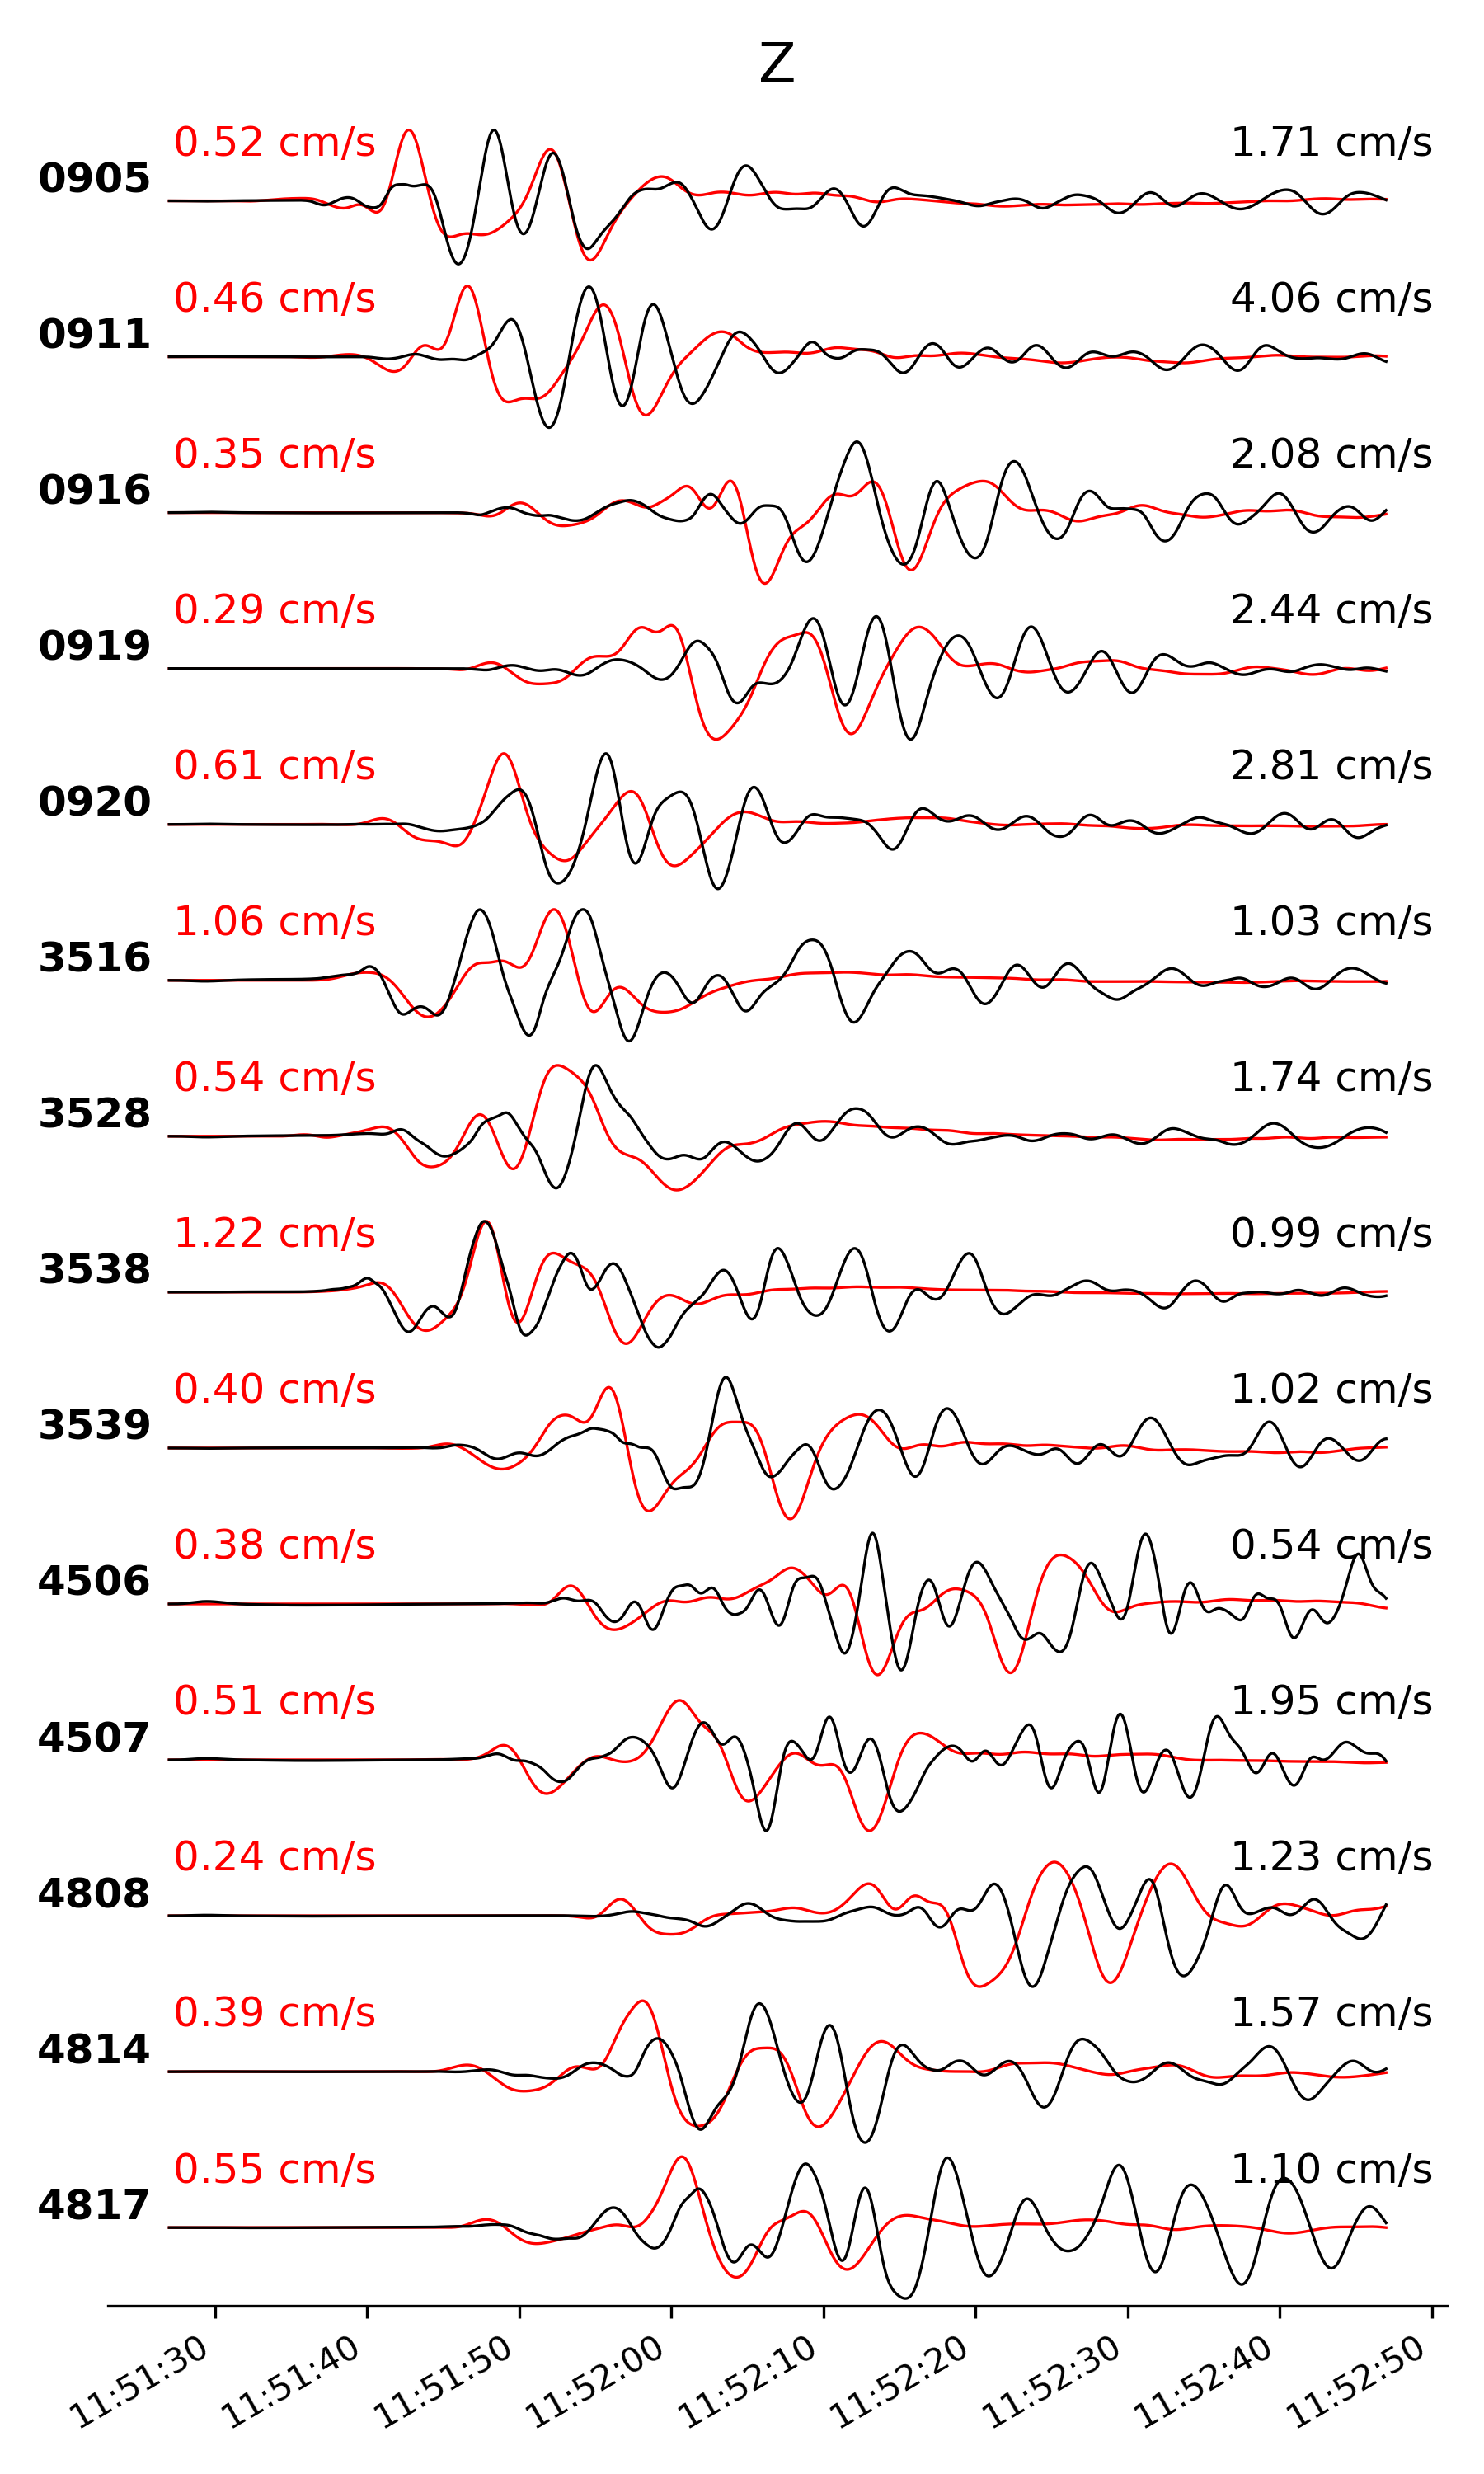 Z
0.52 cm/s 1.71 cm/s
0905
0.46 cm/s 4.06 cm/s
0911
0.35 cm/s 2.08 cm/s
0916
0.29 cm/s 2.44 cm/s
0919
0.61 cm/s 2.81 cm/s
0920
1.06 cm/s 1.03 cm/s
3516
0.54 cm/s 1.74 cm/s
3528
1.22 cm/s 0.99 cm/s
3538
0.40 cm/s 1.02 cm/s
3539
0.38 cm/s 0.54 cm/s
4506
0.51 cm/s 1.95 cm/s
4507
0.24 cm/s 1.23 cm/s
4808
0.39 cm/s 1.57 cm/s
4814
0.55 cm/s 1.10 cm/s
4817
11:51:30 11:51:40 11:51:50 11:52:00 11:52:10 11:52:20 11:52:30 11:52:40 11:52:50